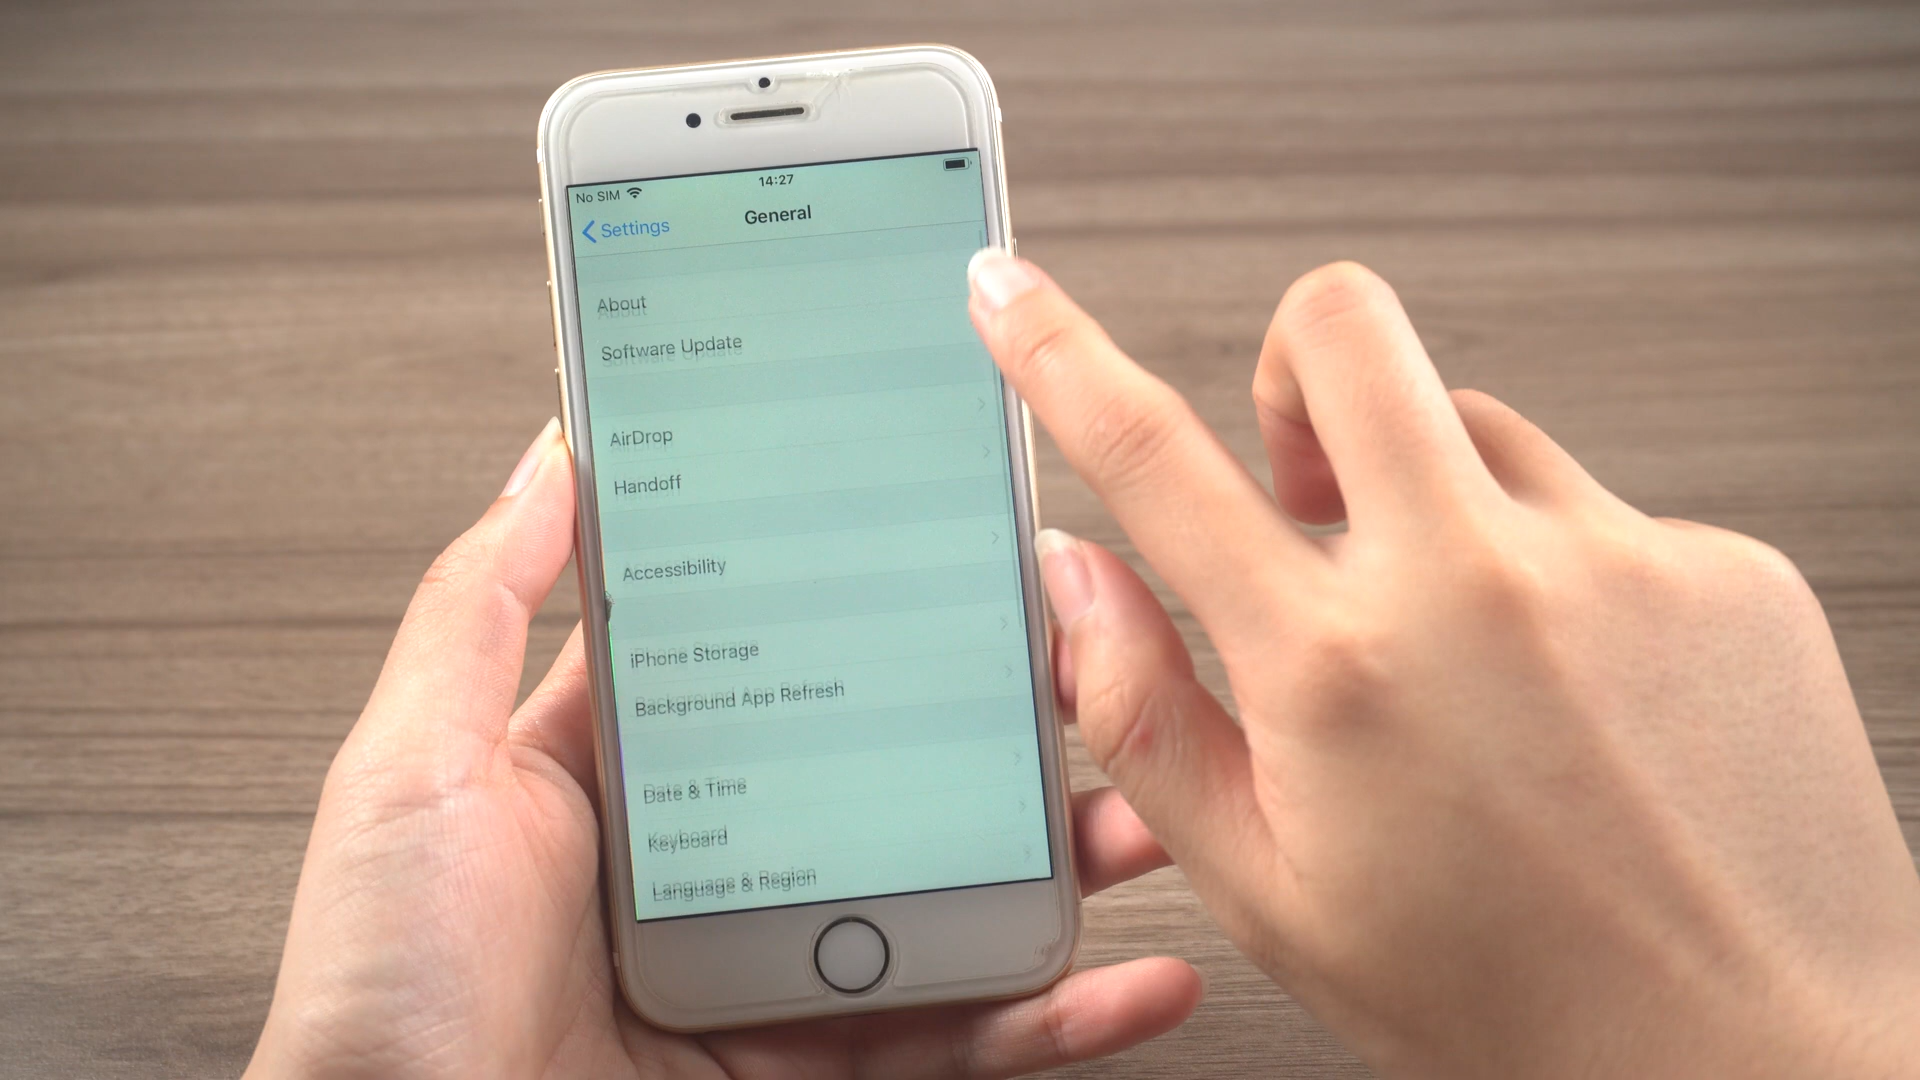 No SIM 14:27
Settings General
About
Software Update
AirDrop
Handoff
Accessibility
iPhone Storage
Background App Refresh
Date & Time
Keyboard
Language & Region